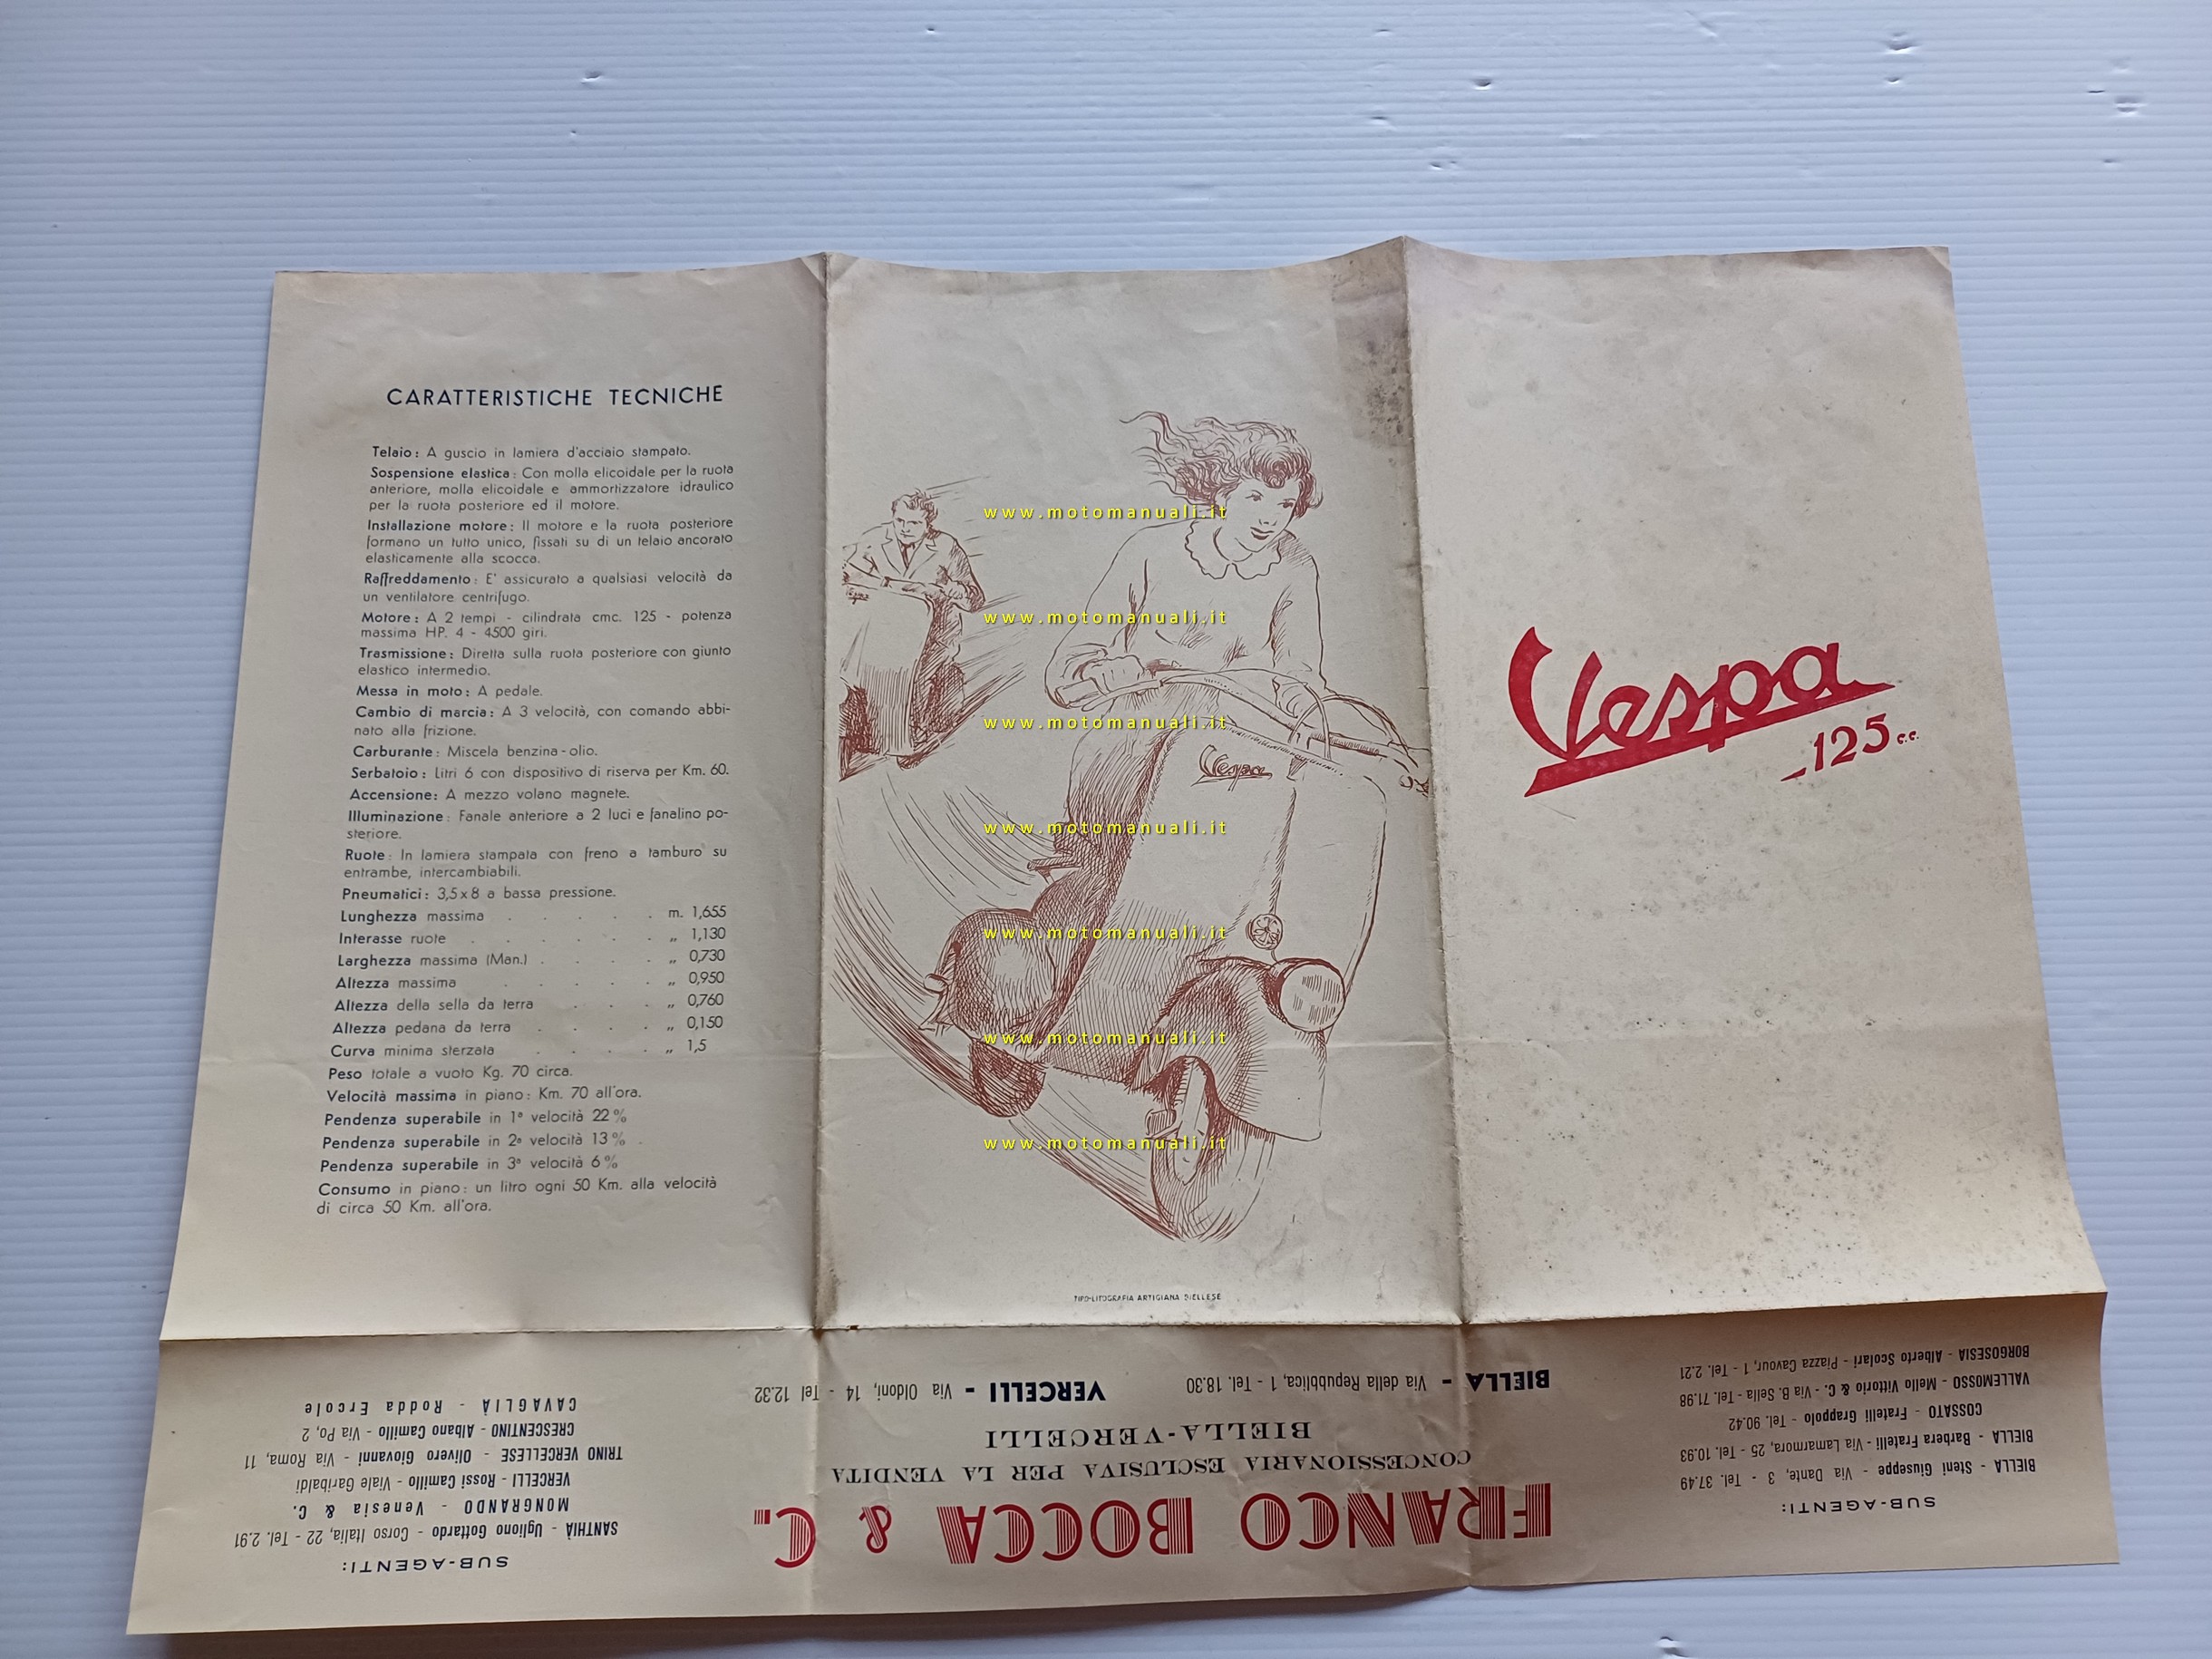 CARATTERISTICHE TECNICHE
Telaio: A guscio in lamiera d'acciaio stampato.
Sospensione elastica: Con molla elicoidale per la ruota
anteriore, molla elicoidale e ammortizzatore idraulico
per la ruota posteriore ed il motore.
Installazione motore: Il motore e la ruota posteriore
formano un tutto unico, fissati su di un telaio ancorato
elasticamente alla scocca.
Raffreddamento: E' assicurato a qualsiasi velocità da
un ventilatore centrifugo.
Motore: A 2 tempi - cilindrata cmc. 125 - potenza
massima HP. 4 - 4500 giri.
Trasmissione: Diretta sulla ruota posteriore con giunto
elastico intermedio.
Messa in moto: A pedale.
Cambio di marcia: A 3 velocità, con comando abbi-
nato alla frizione.
Carburante: Miscela benzina-olio.
Serbatoio: Litri 6 con dispositivo di riserva per Km. 60.
Accensione: A mezzo volano magnete.
Illuminazione: Fanale anteriore a 2 luci e fanalino po-
steriore.
Ruote: In lamiera stampata con freno a tamburo su
entrambe, intercambiabili.
Pneumatici: 3,5x8 a bassa pressione.
Lunghezza massima . . . . . m. 1,655
Interasse ruote . . . . . . „ 1,130
Larghezza massima (Man.) . . . . „ 0,730
Altezza massima . . . . . „ 0,950
Altezza della sella da terra . . . „ 0,760
Altezza pedana da terra . . . . „ 0,150
Curva minima sterzata . . . . „ 1,5
Peso totale a vuoto Kg. 70 circa.
Velocità massima in piano: Km. 70 all'ora.
Pendenza superabile in 1ª velocità 22%
Pendenza superabile in 2ª velocità 13%
Pendenza superabile in 3ª velocità 6%
Consumo in piano: un litro ogni 50 Km. alla velocità
di circa 50 Km. all'ora.
www.motomanuali.it
www.motomanuali.it
www.motomanuali.it
Vespa
www.motomanuali.it
www.motomanuali.it
www.motomanuali.it
www.motomanuali.it
TIPO-LITOGRAFIA ARTIGIANA BIELLESE
Vespa
125 c.c.
SUB-AGENTI:
BIELLA - Steni Giuseppe - Via Dante, 3 - Tel. 37.49
BIELLA - Barbera Fratelli - Via Lamarmora, 25 - Tel. 10.93
COSSATO - Fratelli Grappolo - Tel. 90.42
VALLEMOSSO - Mello Vittorio & C. - Via B. Sella - Tel. 71.98
BORGOSESIA - Alberto Scolari - Piazza Cavour, 1 - Tel. 2.21
FRANCO BOCCA & C.
CONCESSIONARIA ESCLUSIVA PER LA VENDITA
BIELLA-VERCELLI
BIELLA - Via della Repubblica, 1 - Tel. 18.30
VERCELLI - Via Oldoni, 14 - Tel 12.32
SUB-AGENTI:
SANTHIÀ - Ugliono Gottardo - Corso Italia, 22 - Tel. 2.91
MONGRANDO - Venesia & C.
VERCELLI - Rossi Camillo - Viale Garibaldi
TRINO VERCELLESE - Olivero Giovanni - Via Roma, 11
CRESCENTINO - Albano Camillo - Via Po, 2
CAVAGLIÀ - Rodda Ercole